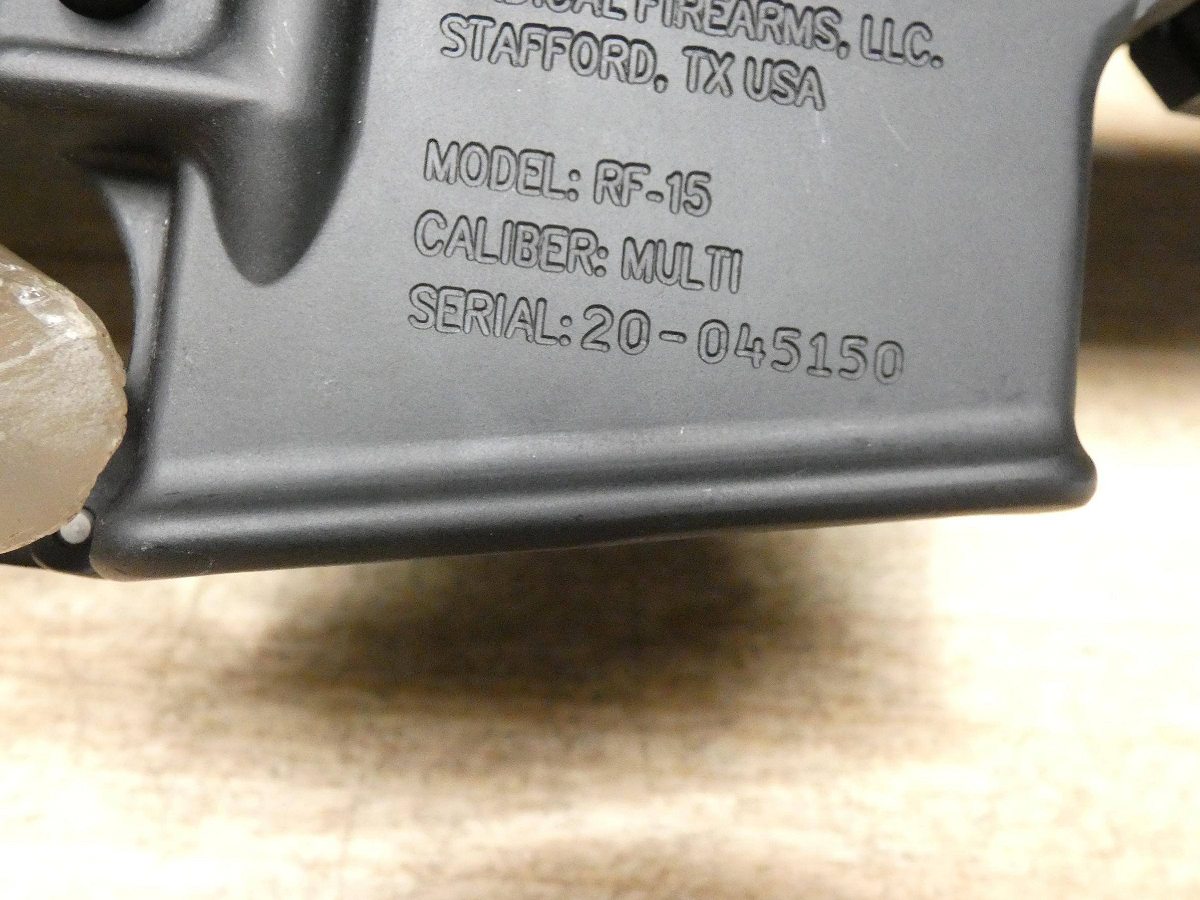 FIREARMS, LLC.
STAFFORD, TX USA
MODEL: RF-15
CALIBER: MULTI
SERIAL: 20-045150